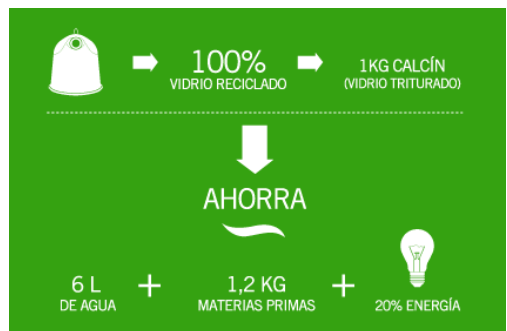 100%
VIDRIO RECICLADO
1KG CALCÍN
(VIDRIO TRITURADO)
AHORRA
6 L
DE AGUA
+
1,2 KG
MATERIAS PRIMAS
+
20% ENERGÍA